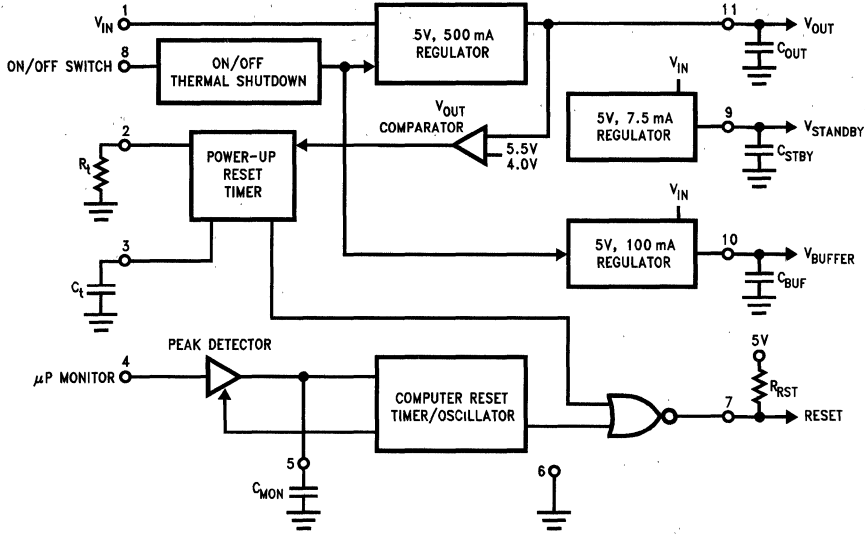 1
V_IN
5V, 500 mA
REGULATOR
11
V_OUT
C_OUT
8
ON/OFF SWITCH
ON/OFF
THERMAL SHUTDOWN
V_OUT
COMPARATOR
5.5V
4.0V
V_IN
5V, 7.5 mA
REGULATOR
9
V_STANDBY
C_STBY
2
R_t
POWER-UP
RESET
TIMER
3
C_t
V_IN
5V, 100 mA
REGULATOR
10
V_BUFFER
C_BUF
PEAK DETECTOR
4
μP MONITOR
COMPUTER RESET
TIMER/OSCILLATOR
5V
R_RST
7
RESET
5
C_MON
6